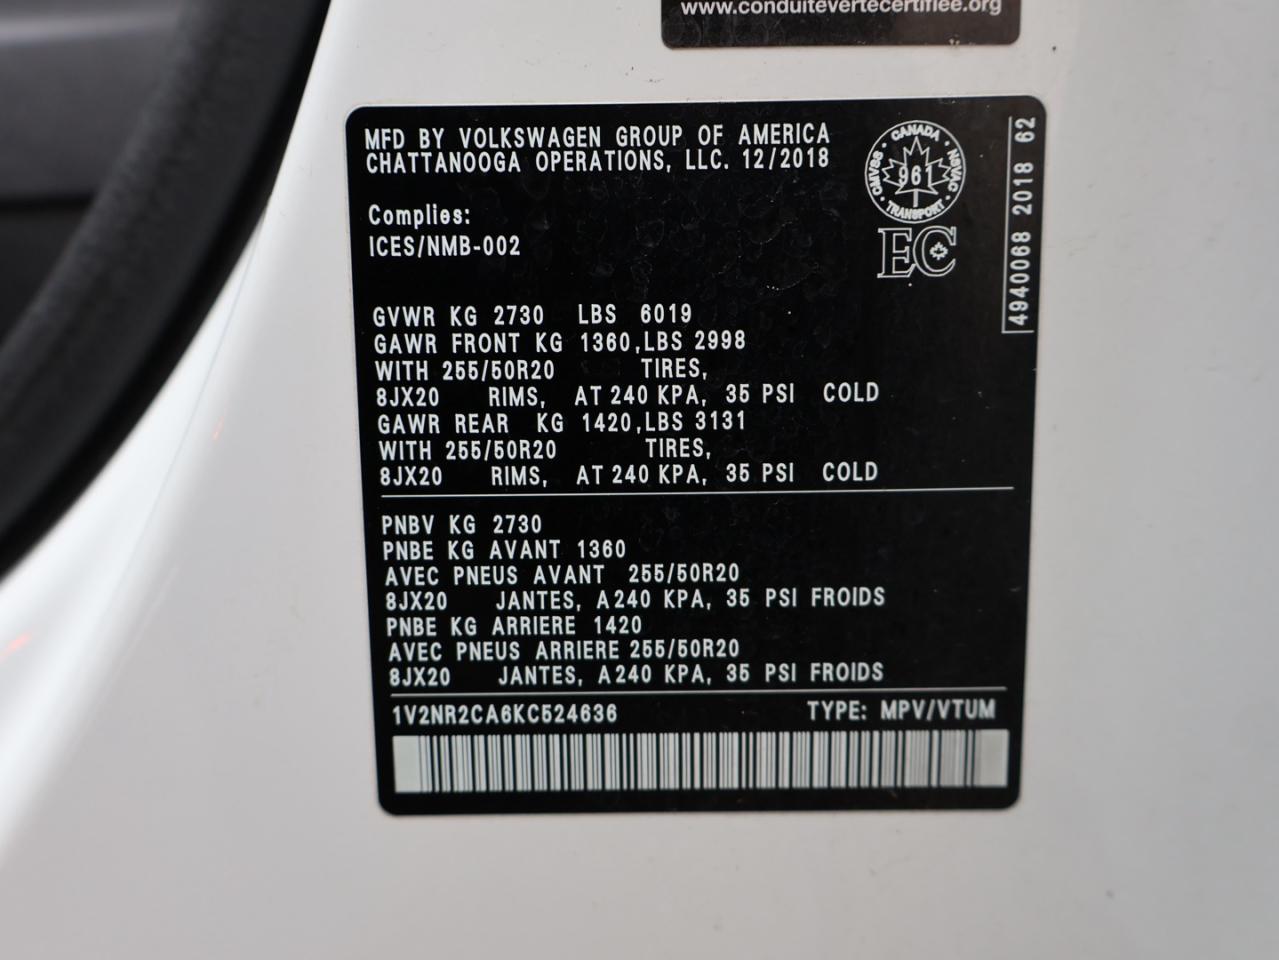 www.conduitevertecertifiee.org
MFD BY VOLKSWAGEN GROUP OF AMERICA
CHATTANOOGA OPERATIONS, LLC. 12/2018
CANADA
CMVSS · NSVAC
961
TRANSPORT
Complies:
ICES/NMB-002
EC
4940068 2018 62
GVWR KG 2730 LBS 6019
GAWR FRONT KG 1360,LBS 2998
WITH 255/50R20 TIRES,
8JX20 RIMS, AT 240 KPA, 35 PSI COLD
GAWR REAR KG 1420,LBS 3131
WITH 255/50R20 TIRES,
8JX20 RIMS, AT 240 KPA, 35 PSI COLD
PNBV KG 2730
PNBE KG AVANT 1360
AVEC PNEUS AVANT 255/50R20
8JX20 JANTES, A 240 KPA, 35 PSI FROIDS
PNBE KG ARRIERE 1420
AVEC PNEUS ARRIERE 255/50R20
8JX20 JANTES, A 240 KPA, 35 PSI FROIDS
1V2NR2CA6KC524636 TYPE: MPV/VTUM